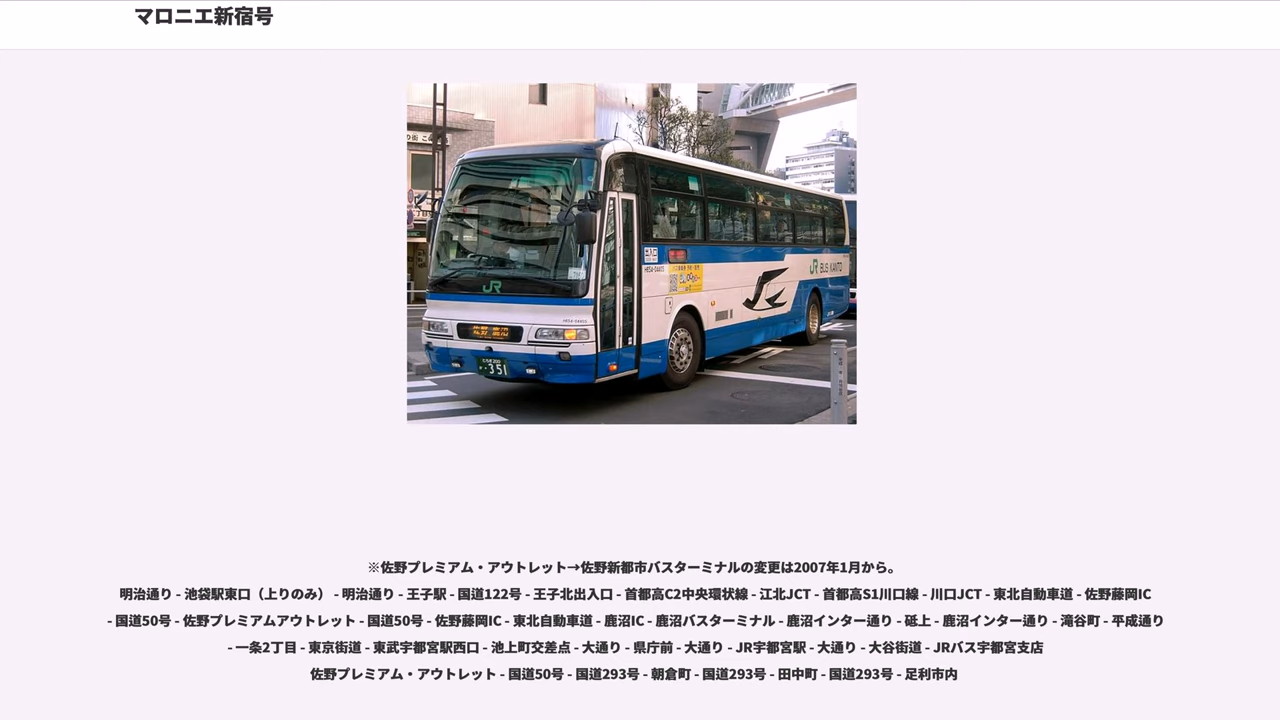 マロニエ新宿号
JR BUS KANTO
H654-04403
JR
H654-04403
佐野 鹿沼
351
※佐野プレミアム・アウトレット→佐野新都市バスターミナルの変更は2007年1月から。
明治通り - 池袋駅東口（上りのみ） - 明治通り - 王子駅 - 国道122号 - 王子北出入口 - 首都高C2中央環状線 - 江北JCT - 首都高S1川口線 - 川口JCT - 東北自動車道 - 佐野藤岡IC
- 国道50号 - 佐野プレミアムアウトレット - 国道50号 - 佐野藤岡IC - 東北自動車道 - 鹿沼IC - 鹿沼バスターミナル - 鹿沼インター通り - 砥上 - 鹿沼インター通り - 滝谷町 - 平成通り
- 一条2丁目 - 東京街道 - 東武宇都宮駅西口 - 池上町交差点 - 大通り - 県庁前 - 大通り - JR宇都宮駅 - 大通り - 大谷街道 - JRバス宇都宮支店
佐野プレミアム・アウトレット - 国道50号 - 国道293号 - 朝倉町 - 国道293号 - 田中町 - 国道293号 - 足利市内